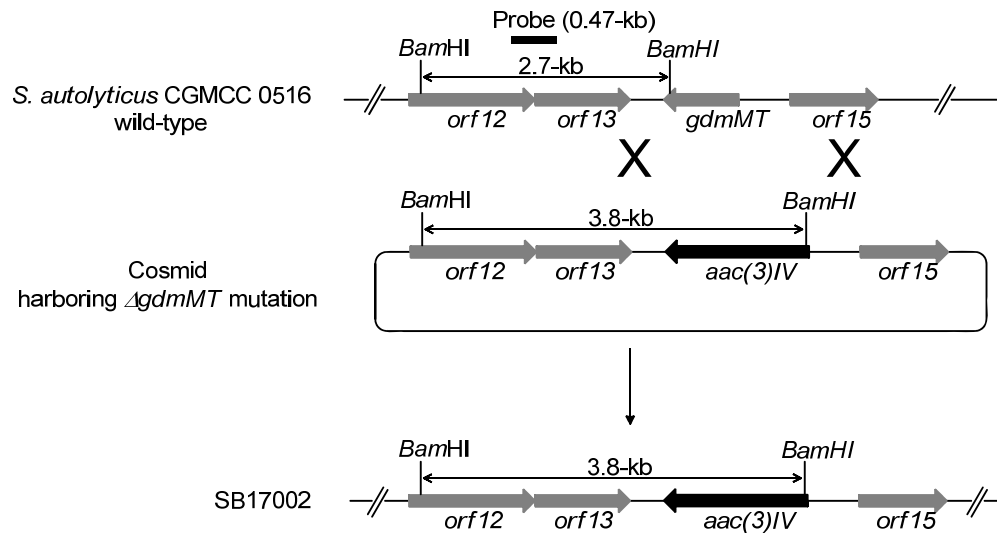 Probe (0.47-kb)
BamHI
BamHI
2.7-kb
S. autolyticus CGMCC 0516
wild-type
orf12
orf13
gdmMT
orf15
X
X
BamHI
BamHI
3.8-kb
Cosmid
harboring ΔgdmMT mutation
orf12
orf13
aac(3)IV
orf15
BamHI
BamHI
3.8-kb
SB17002
orf12
orf13
aac(3)IV
orf15